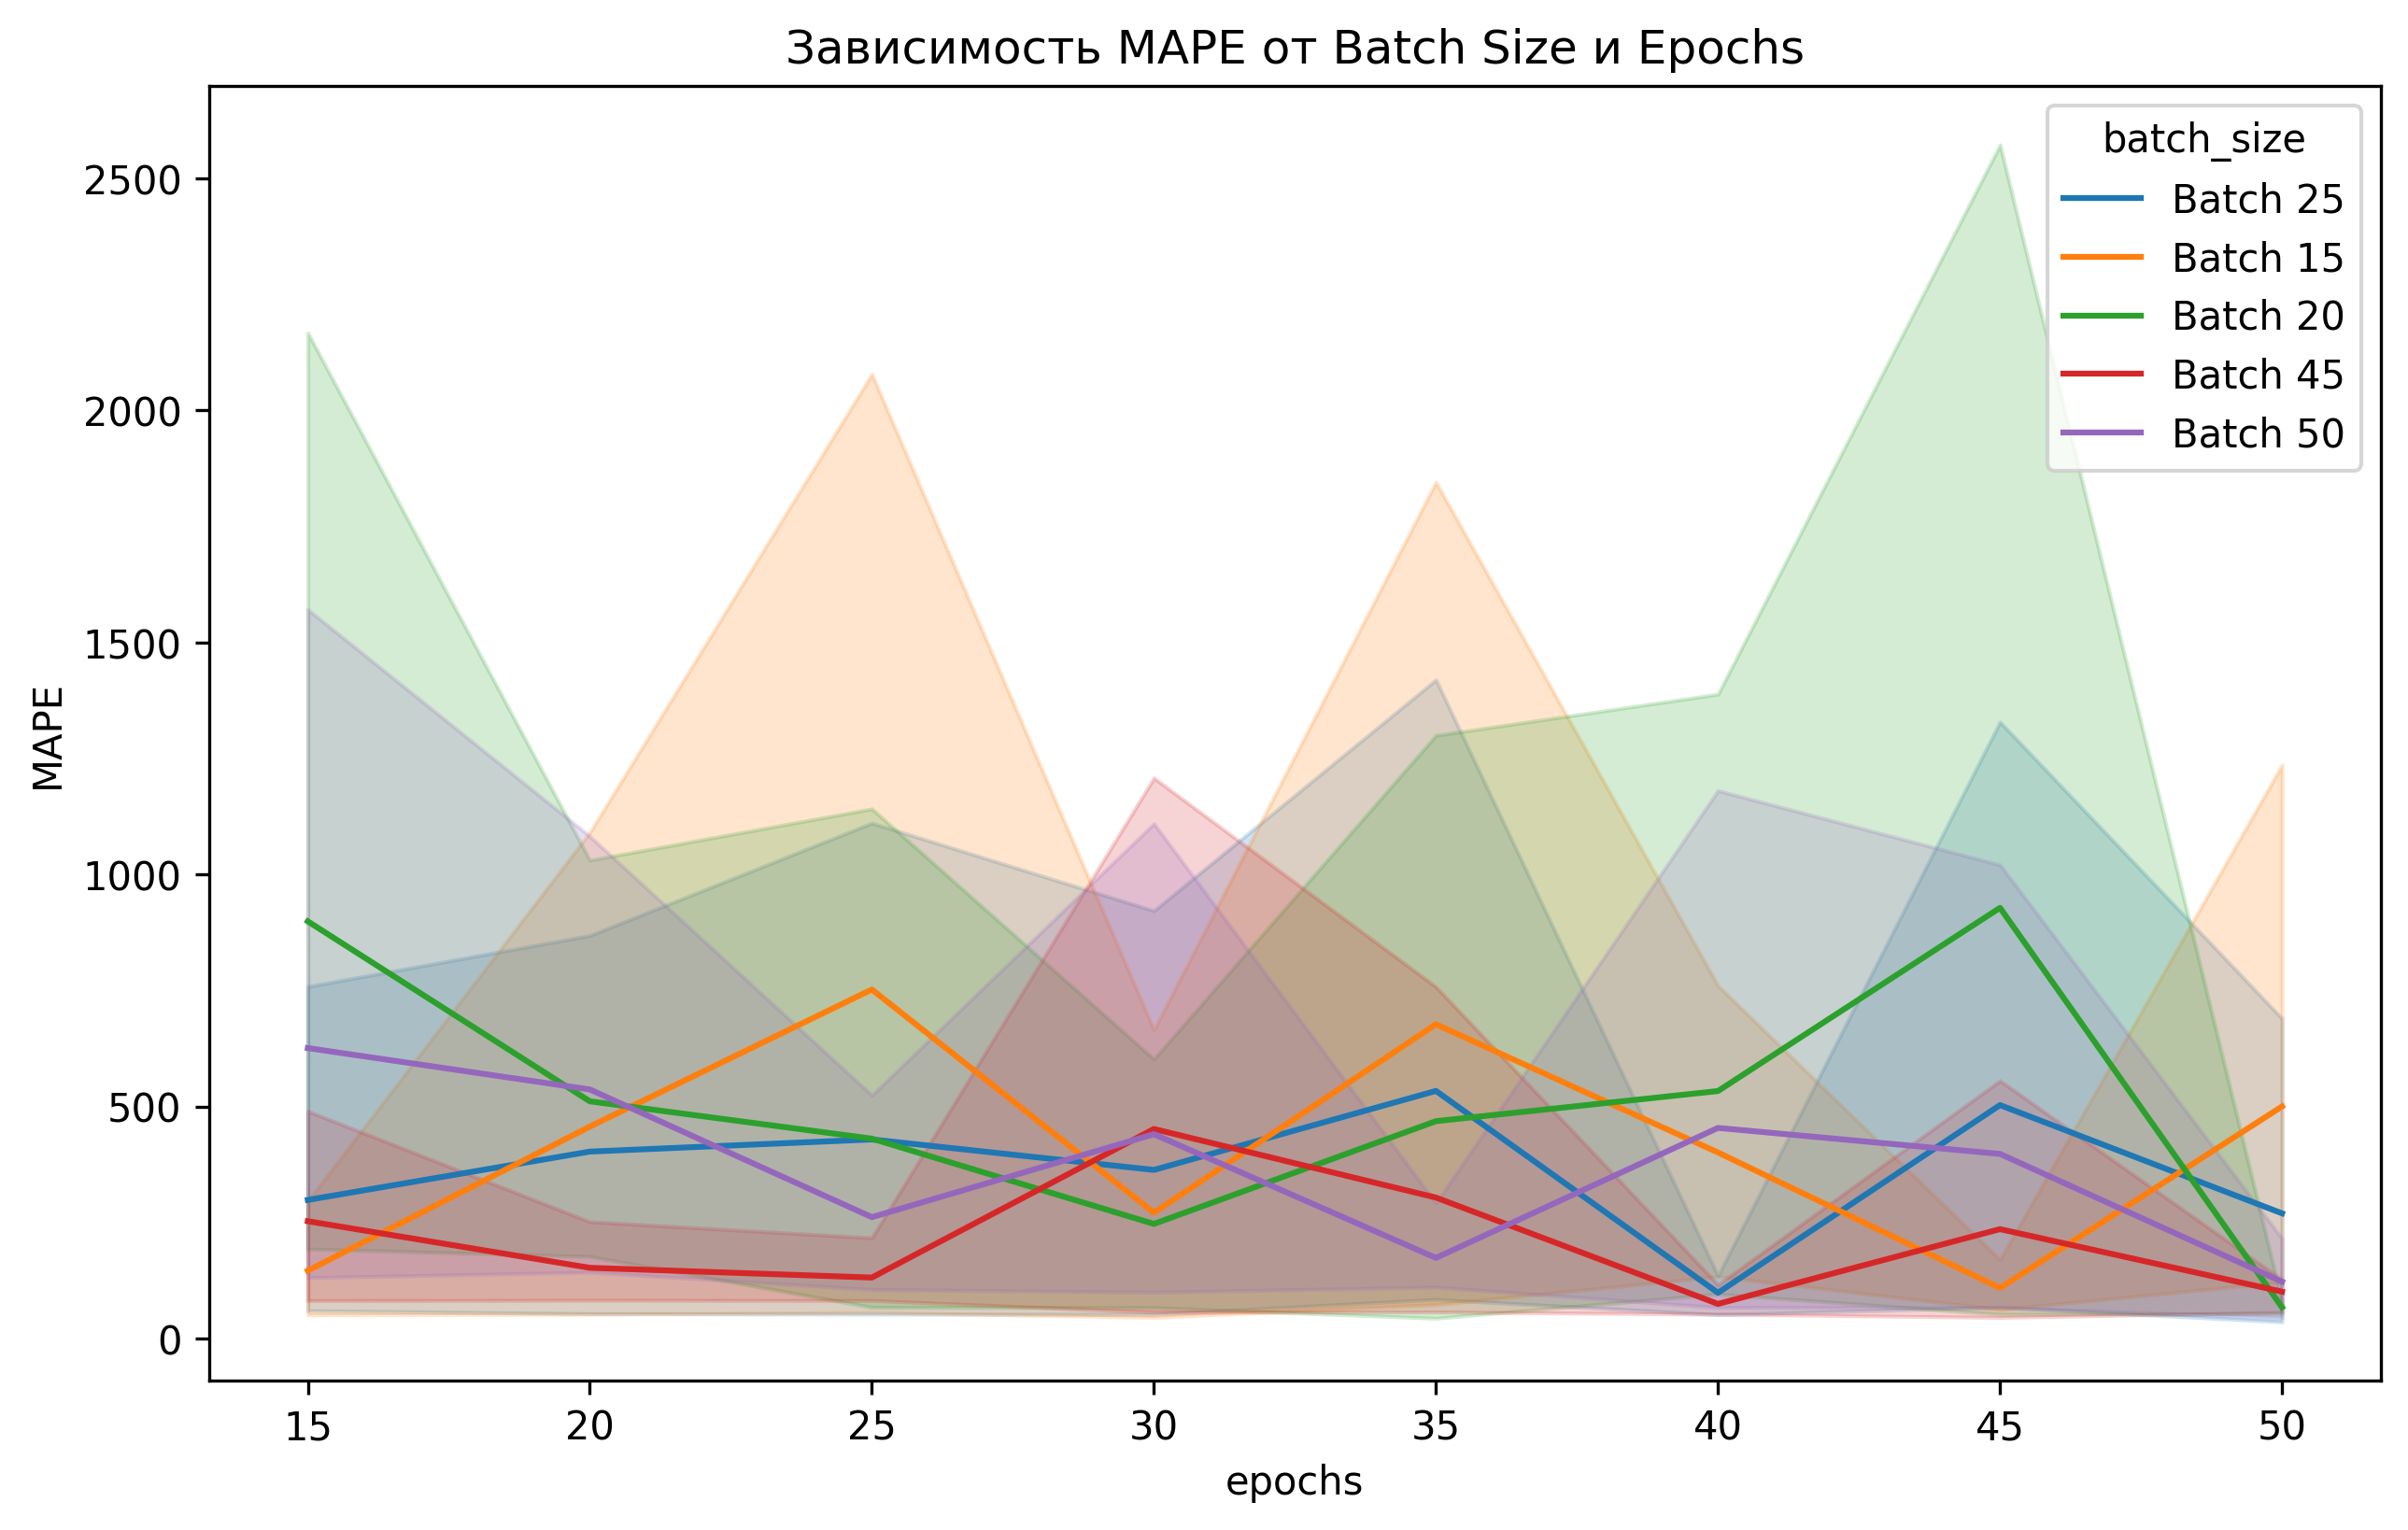 Зависимость MAPE от Batch Size и Epochs
batch_size
Batch 25
Batch 15
Batch 20
Batch 45
Batch 50
MAPE
2500
2000
1500
1000
500
0
15 20 25 30 35 40 45 50
epochs